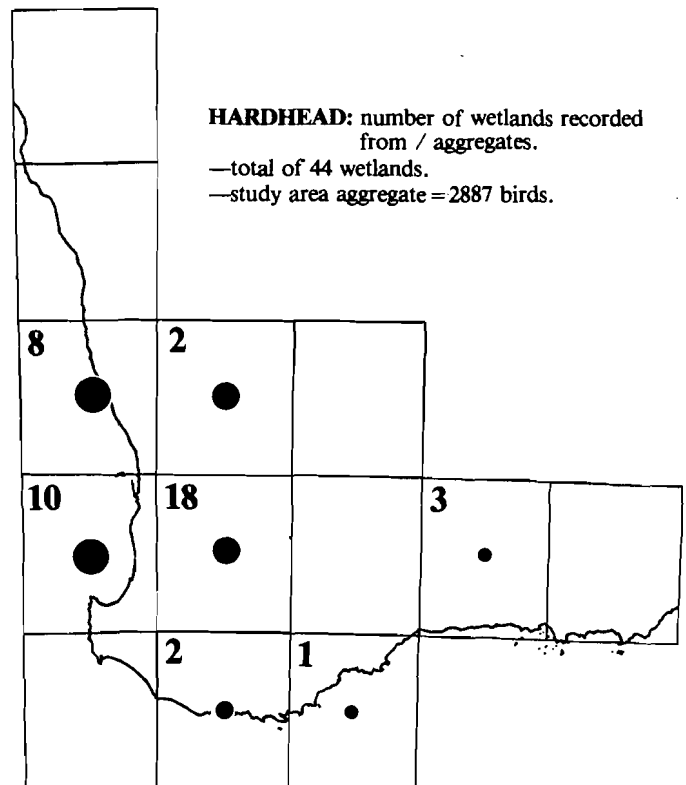 HARDHEAD: number of wetlands recorded
from / aggregates.
—total of 44 wetlands.
—study area aggregate = 2887 birds.
8 2
10 18 3
2 1